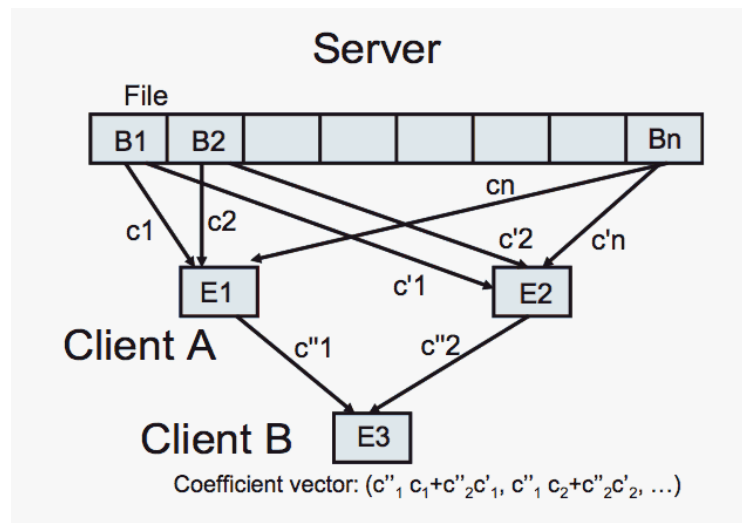 Server
File
B1 B2 Bn
cn
c1 c2 c'2 c'n
E1 c'1 E2
Client A c"1 c"2
Client B E3
Coefficient vector: (c"₁ c₁+c"₂c'₁, c"₁ c₂+c"₂c'₂, …)